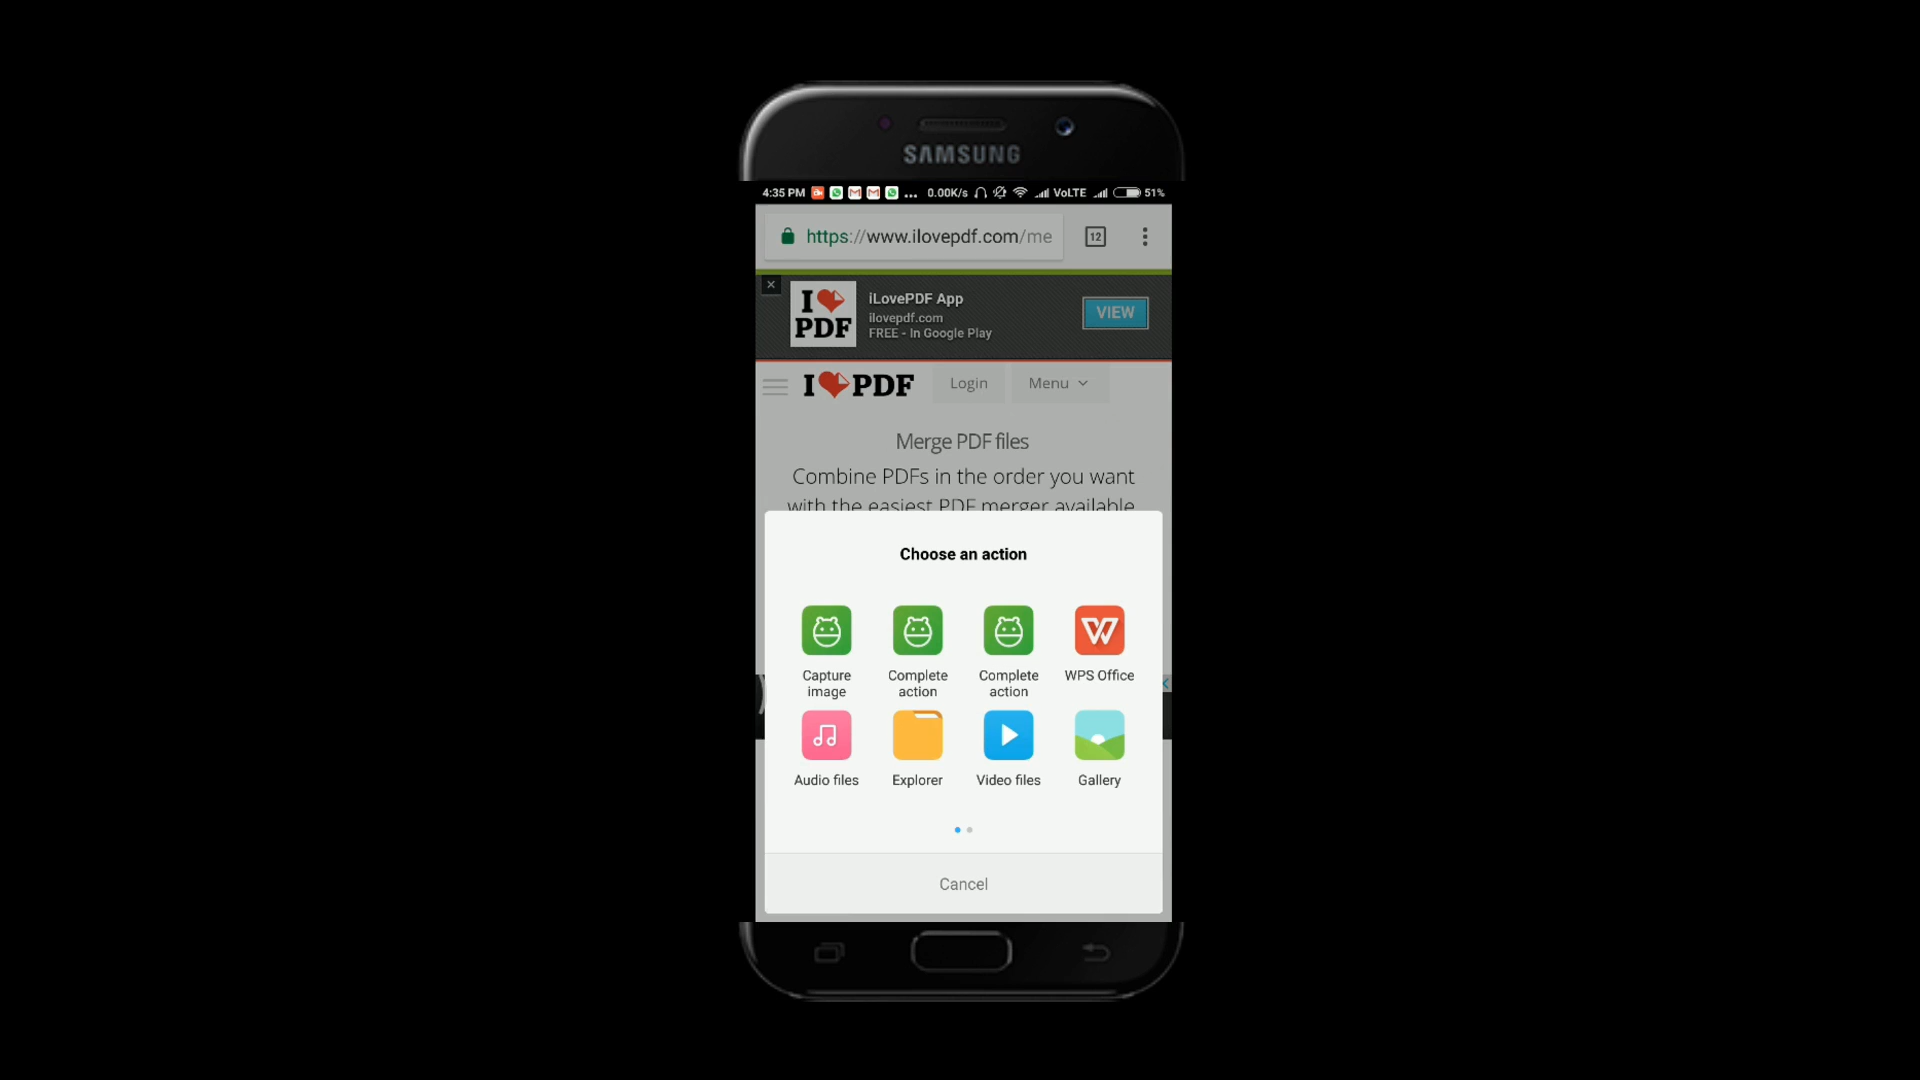 SAMSUNG
4:35 PM ... 0.00K/s VoLTE 51%
https://www.ilovepdf.com/me 12
I PDF
iLovePDF App
ilovepdf.com
FREE - In Google Play
VIEW
I PDF Login Menu
Merge PDF files
Combine PDFs in the order you want
with the easiest PDF merger available
Choose an action
Capture image
Complete action
Complete action
WPS Office
Audio files
Explorer
Video files
Gallery
Cancel